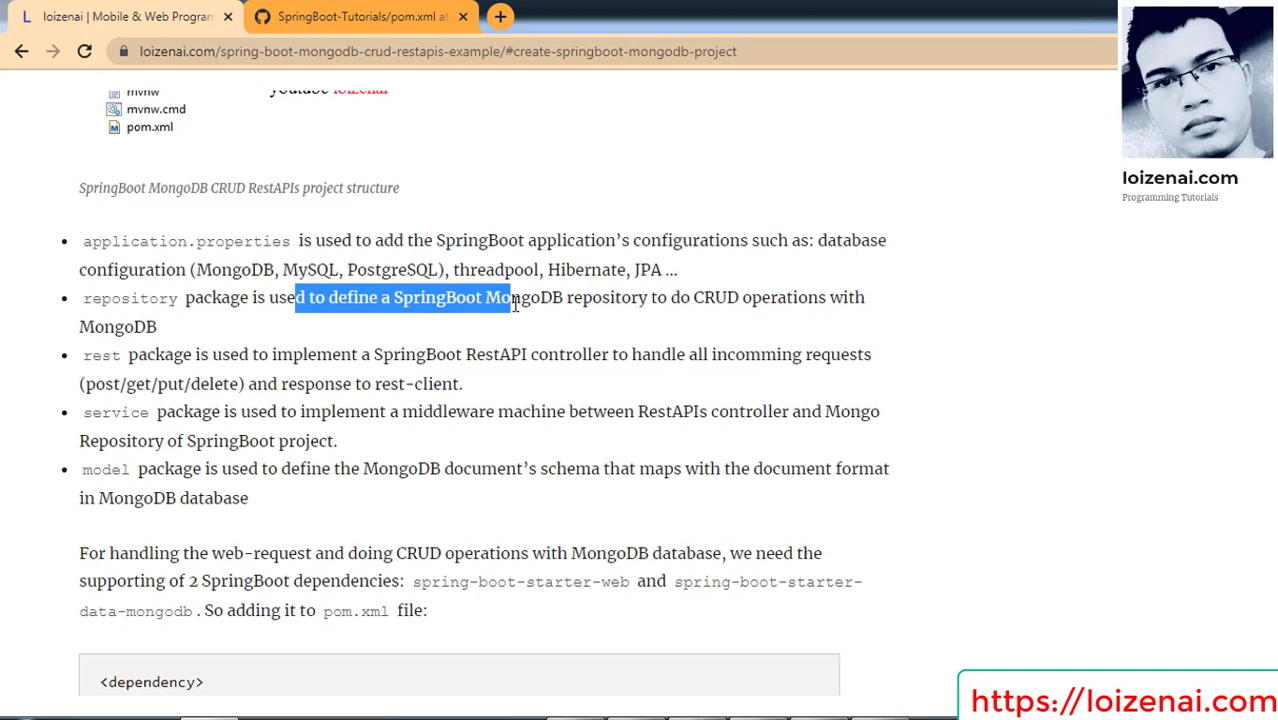 loizenai | Mobile & Web Program
SpringBoot-Tutorials/pom.xml at
loizenai.com/spring-boot-mongodb-crud-restapis-example/#create-springboot-mongodb-project
mvnw
youtube loizenai
mvnw.cmd
pom.xml
loizenai.com
Programming Tutorials
SpringBoot MongoDB CRUD RestAPIs project structure
application.properties is used to add the SpringBoot application’s configurations such as: database
configuration (MongoDB, MySQL, PostgreSQL), threadpool, Hibernate, JPA ...
repository package is used to define a SpringBoot MongoDB repository to do CRUD operations with
MongoDB
rest package is used to implement a SpringBoot RestAPI controller to handle all incomming requests
(post/get/put/delete) and response to rest-client.
service package is used to implement a middleware machine between RestAPIs controller and Mongo
Repository of SpringBoot project.
model package is used to define the MongoDB document’s schema that maps with the document format
in MongoDB database
For handling the web-request and doing CRUD operations with MongoDB database, we need the
supporting of 2 SpringBoot dependencies: spring-boot-starter-web and spring-boot-starter-
data-mongodb . So adding it to pom.xml file:
<dependency>
https://loizenai.com